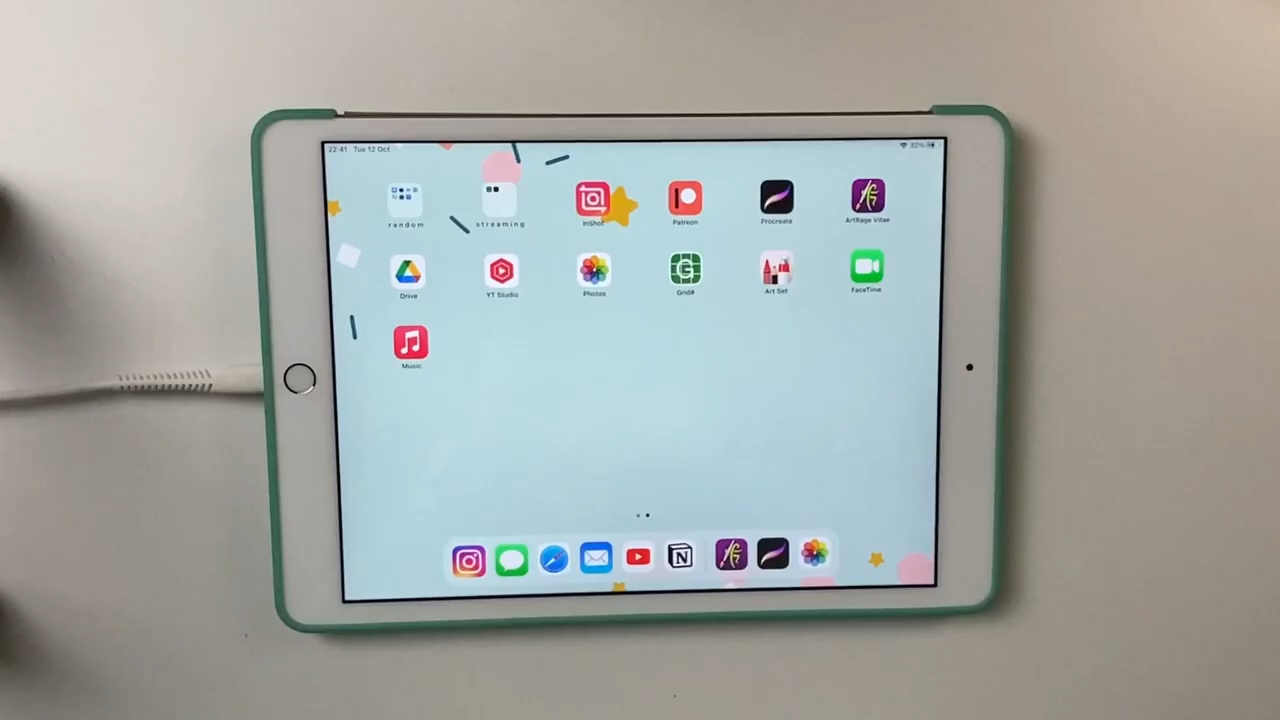 22:41 Tue 12 Oct
32%
random
streaming
InShot
Patreon
Procreate
ArtRage Vitae
Drive
YT Studio
Photos
Grid#
Art Set
FaceTime
Music